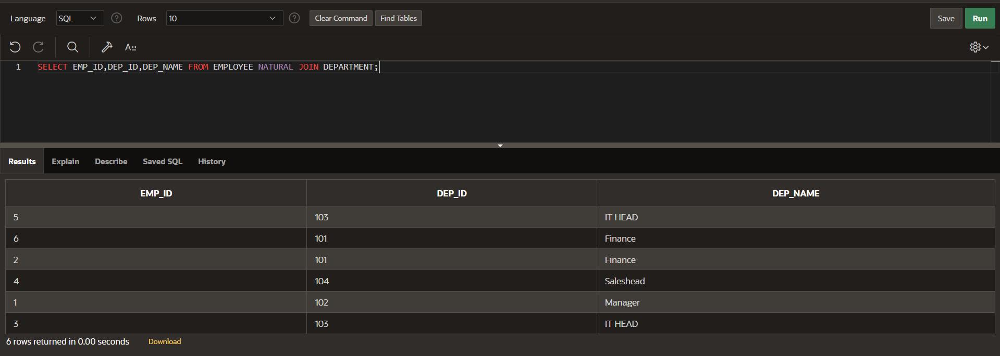 Language SQL ? Rows 10 ? Clear Command Find Tables Save Run
A::
1 SELECT EMP_ID,DEP_ID,DEP_NAME FROM EMPLOYEE NATURAL JOIN DEPARTMENT;
Results Explain Describe Saved SQL History
EMP_ID DEP_ID DEP_NAME
5 103 IT HEAD
6 101 Finance
2 101 Finance
4 104 Saleshead
1 102 Manager
3 103 IT HEAD
6 rows returned in 0.00 seconds Download